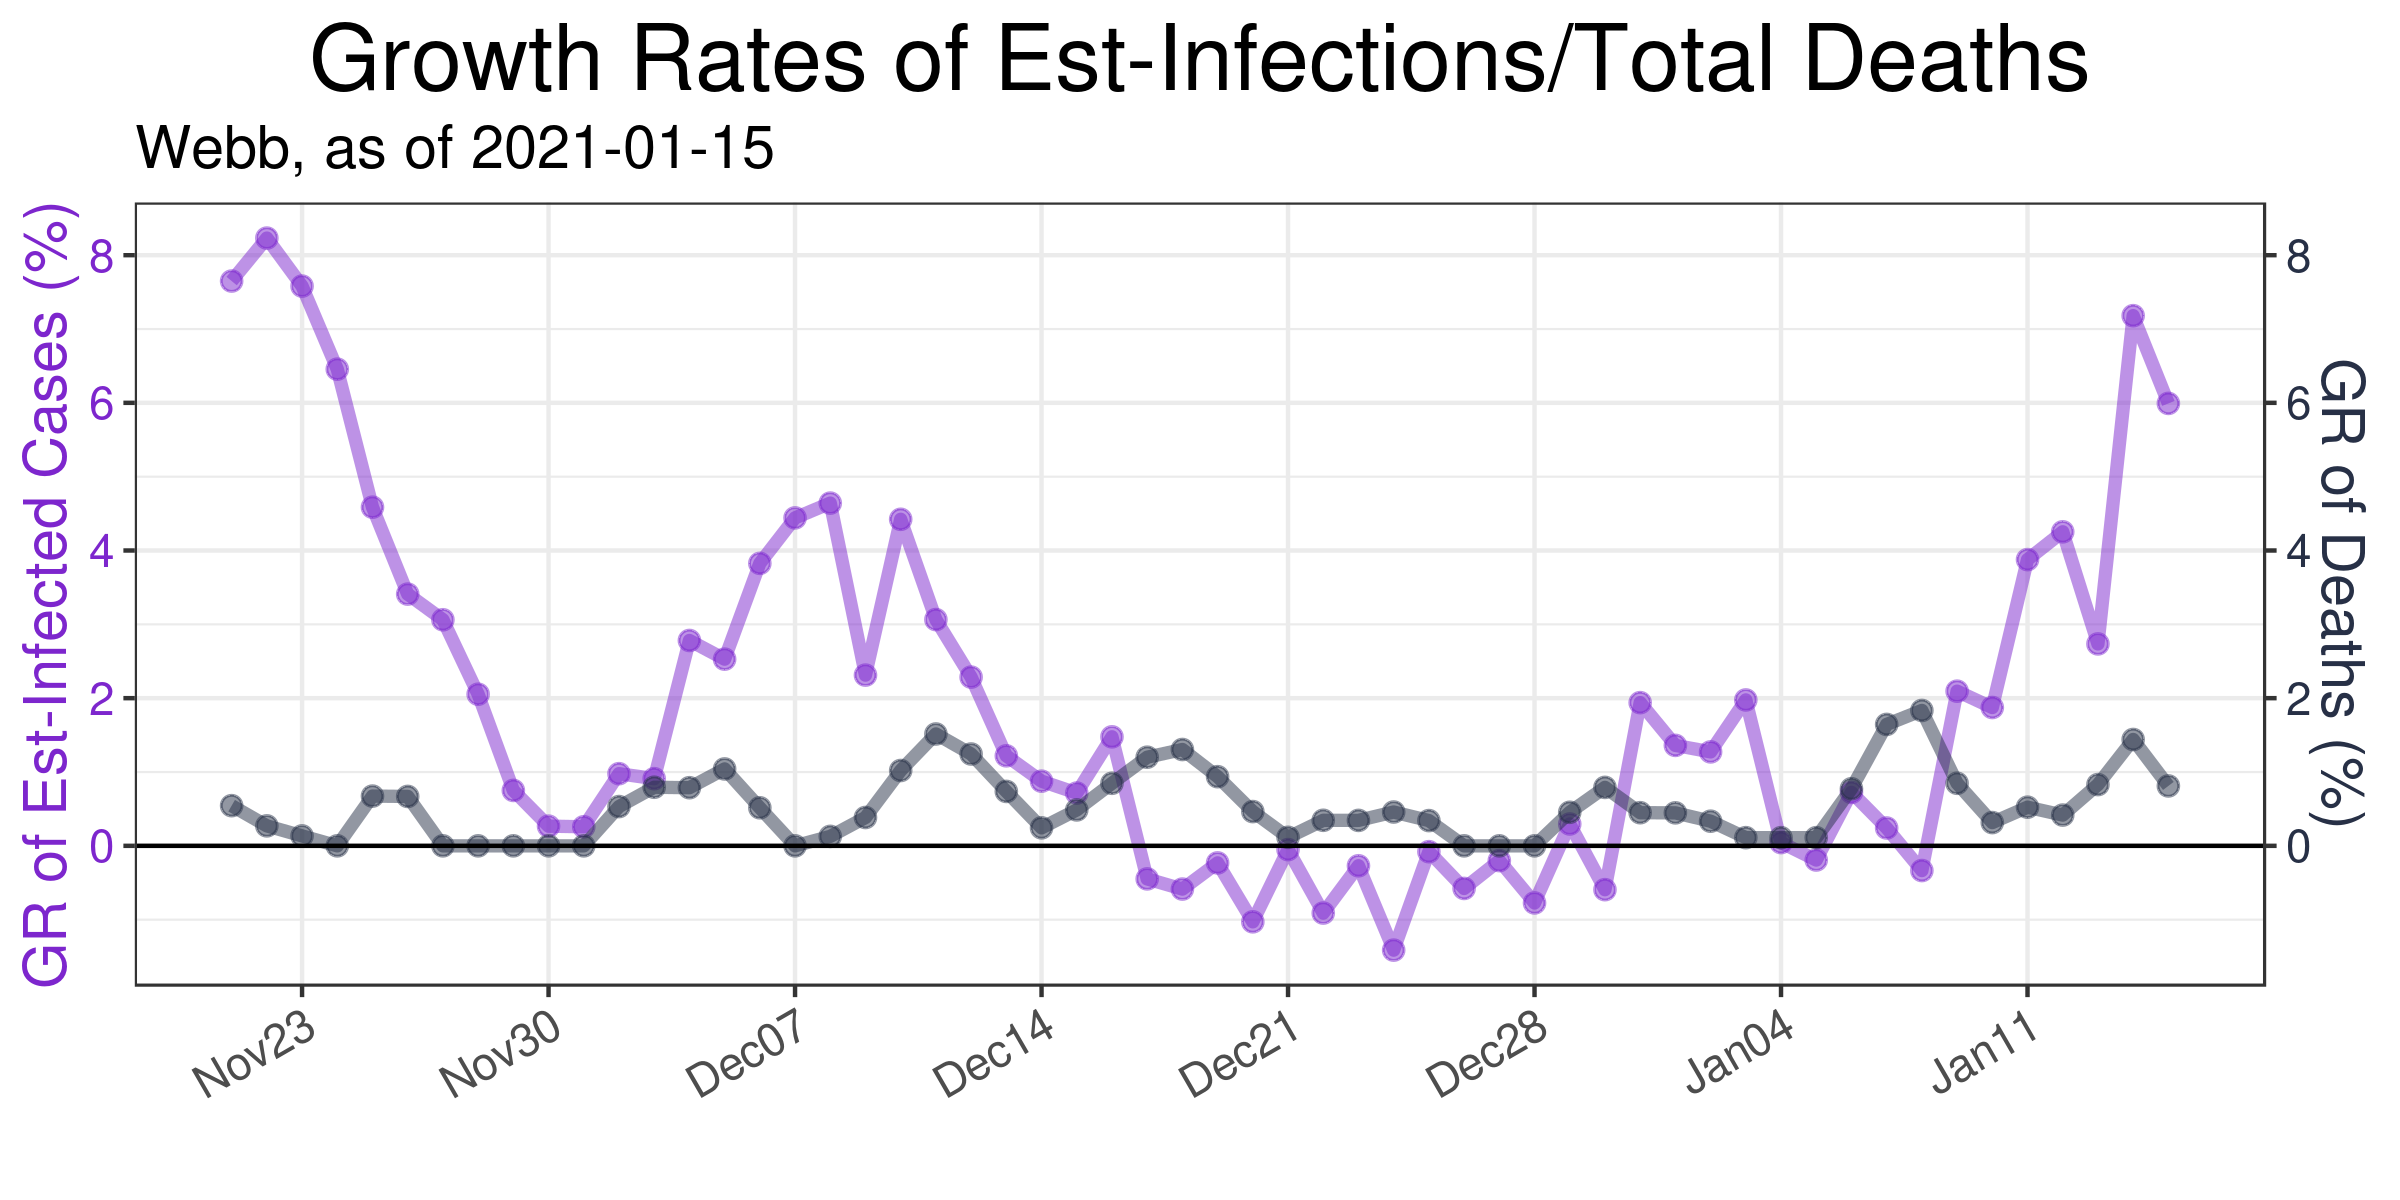 Growth Rates of Est-Infections/Total Deaths
Webb, as of 2021-01-15
GR of Est-Infected Cases (%)
8
6
4
2
0
8
6
4
2
0
GR of Deaths (%)
Nov23
Nov30
Dec07
Dec14
Dec21
Dec28
Jan04
Jan11